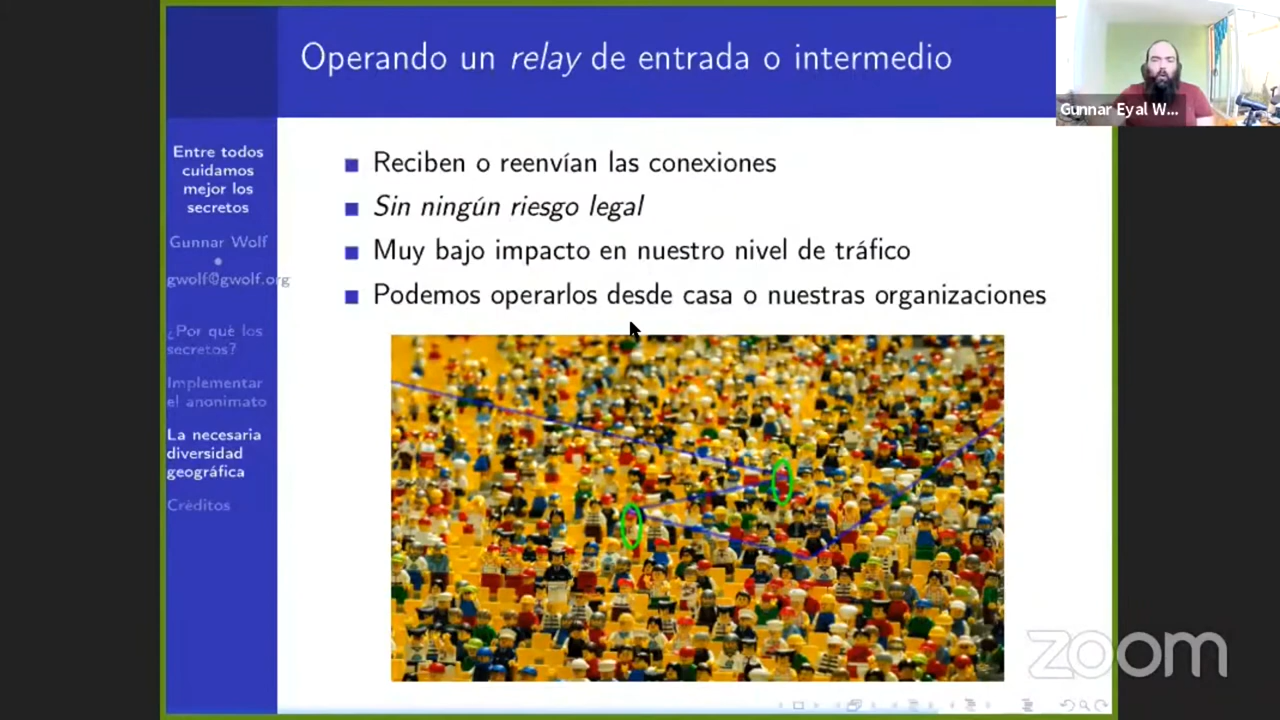 Operando un relay de entrada o intermedio
Gunnar Eyal W...
Entre todos
cuidamos
mejor los
secretos
Gunnar Wolf
•
gwolf@gwolf.org
¿Por qué los
secretos?
Implementar
el anonimato
La necesaria
diversidad
geográfica
Créditos
Reciben o reenvían las conexiones
Sin ningún riesgo legal
Muy bajo impacto en nuestro nivel de tráfico
Podemos operarlos desde casa o nuestras organizaciones
zoom